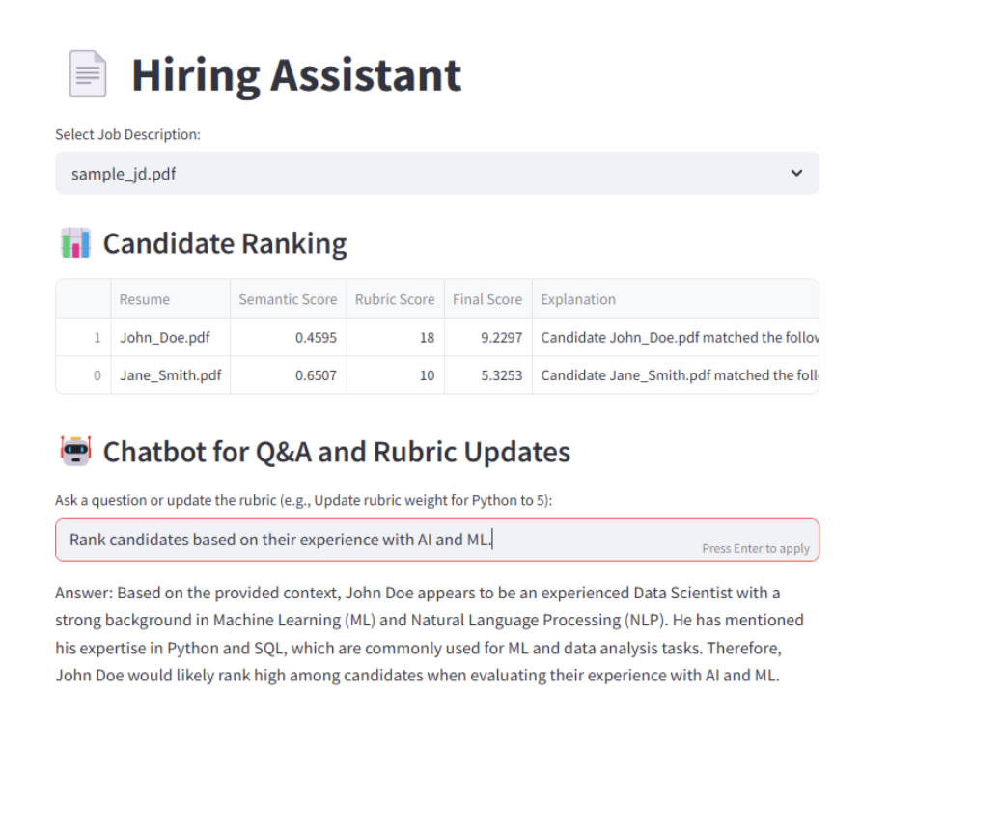 Hiring Assistant
Select Job Description:
sample_jd.pdf
Candidate Ranking
Resume Semantic Score Rubric Score Final Score Explanation
1 John_Doe.pdf 0.4595 18 9.2297 Candidate John_Doe.pdf matched the follow
0 Jane_Smith.pdf 0.6507 10 5.3253 Candidate Jane_Smith.pdf matched the foll
Chatbot for Q&A and Rubric Updates
Ask a question or update the rubric (e.g., Update rubric weight for Python to 5):
Rank candidates based on their experience with AI and ML.
Press Enter to apply
Answer: Based on the provided context, John Doe appears to be an experienced Data Scientist with a
strong background in Machine Learning (ML) and Natural Language Processing (NLP). He has mentioned
his expertise in Python and SQL, which are commonly used for ML and data analysis tasks. Therefore,
John Doe would likely rank high among candidates when evaluating their experience with AI and ML.